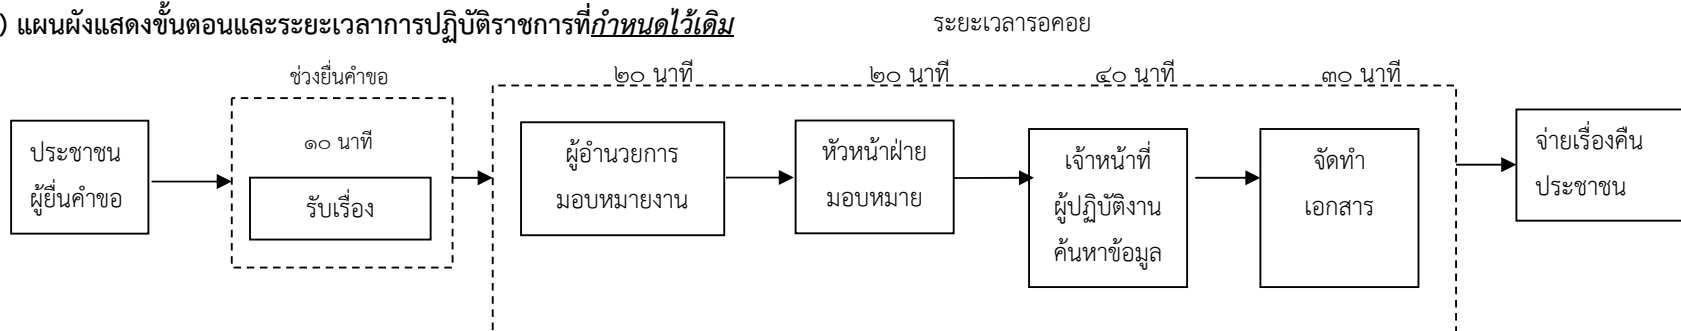 ) แผนผังแสดงขั้นตอนและระยะเวลาการปฏิบัติราชการที่กำหนดไว้เดิม
ระยะเวลารอคอย
ช่วงยื่นคำขอ
๒๐ นาที
๒๐ นาที
๔๐ นาที
๓๐ นาที
ประชาชน
ผู้ยื่นคำขอ
๑๐ นาที
รับเรื่อง
ผู้อำนวยการ
มอบหมายงาน
หัวหน้าฝ่าย
มอบหมาย
เจ้าหน้าที่
ผู้ปฏิบัติงาน
ค้นหาข้อมูล
จัดทำ
เอกสาร
จ่ายเรื่องคืน
ประชาชน